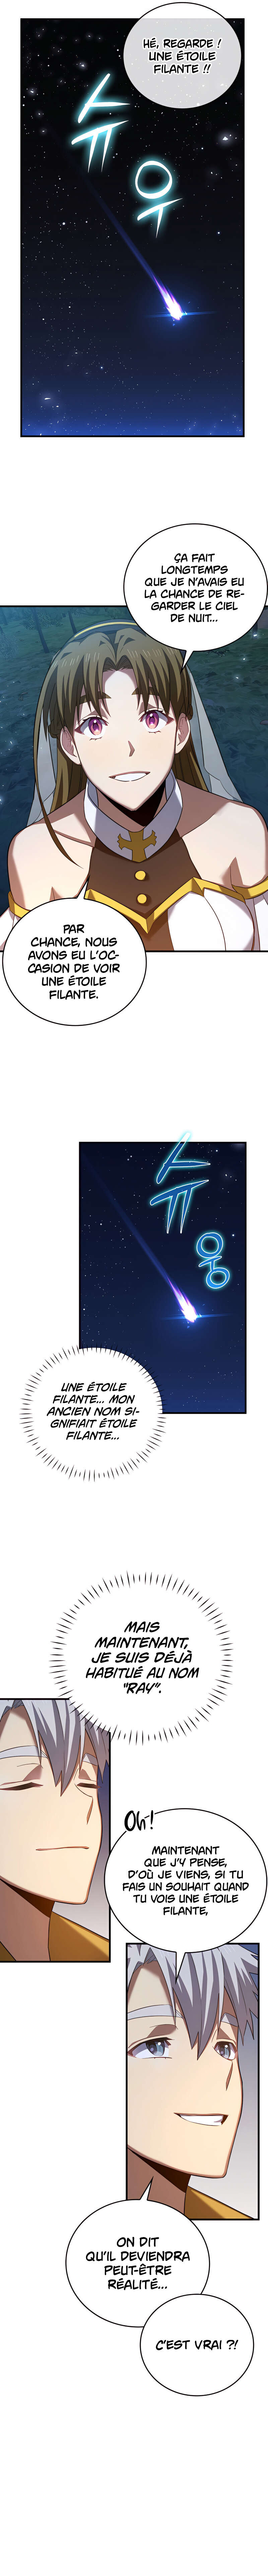 HÉ, REGARDE !
UNE ÉTOILE
FILANTE !!
슈
우
ÇA FAIT
LONGTEMPS
QUE JE N'AVAIS EU
LA CHANCE DE RE-
GARDER LE CIEL
DE NUIT...
PAR
CHANCE, NOUS
AVONS EU L'OC-
CASION DE VOIR
UNE ÉTOILE
FILANTE.
슈
웅
UNE ÉTOILE
FILANTE... MON
ANCIEN NOM SI-
GNIFIAIT ÉTOILE
FILANTE...
MAIS
MAINTENANT,
JE SUIS DÉJÀ
HABITUÉ AU NOM
"RAY".
Oh!
MAINTENANT
QUE J'Y PENSE,
D'OÙ JE VIENS, SI TU
FAIS UN SOUHAIT QUAND
TU VOIS UNE ÉTOILE
FILANTE,
ON DIT
QU'IL DEVIENDRA
PEUT-ÊTRE
RÉALITÉ...
C'EST VRAI ?!